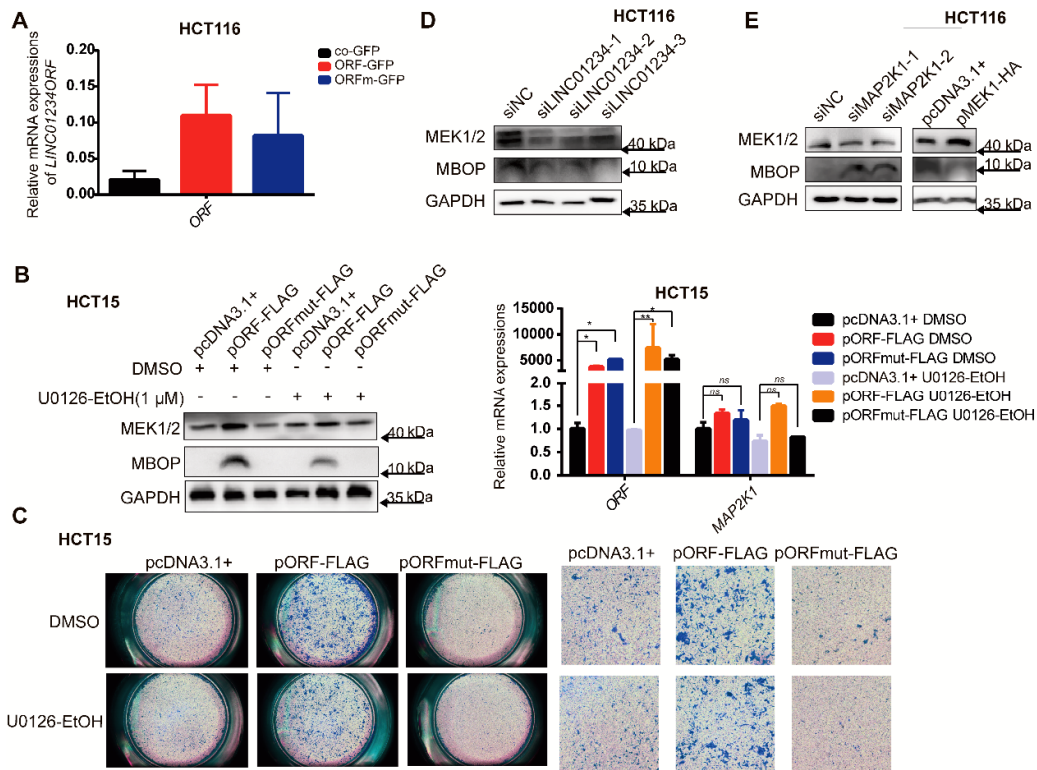 A
HCT116
Relative mRNA expressions
of LINC01234ORF
0.20
0.15
0.10
0.05
0.00
ORF
co-GFP
ORF-GFP
ORFm-GFP
D
HCT116
siNC
siLINC01234-1
siLINC01234-2
siLINC01234-3
MEK1/2
40 kDa
MBOP
10 kDa
GAPDH
35 kDa
E
HCT116
siNC
siMAP2K1-1
siMAP2K1-2
pcDNA3.1+
pMEK1-HA
MEK1/2
40 kDa
MBOP
10 kDa
GAPDH
35 kDa
B
HCT15
pcDNA3.1+
pORF-FLAG
pORFmut-FLAG
pcDNA3.1+
pORF-FLAG
pORFmut-FLAG
DMSO + + + - - -
U0126-EtOH(1 μM) - - - + + +
MEK1/2
40 kDa
MBOP
10 kDa
GAPDH
35 kDa
HCT15
Relative mRNA expressions
15000
10000
5000
2.0
1.5
1.0
0.5
0.0
* * ** *
ns ns ns ns
ORF
MAP2K1
pcDNA3.1+ DMSO
pORF-FLAG DMSO
pORFmut-FLAG DMSO
pcDNA3.1+ U0126-EtOH
pORF-FLAG U0126-EtOH
pORFmut-FLAG U0126-EtOH
C
HCT15
pcDNA3.1+ pORF-FLAG pORFmut-FLAG pcDNA3.1+ pORF-FLAG pORFmut-FLAG
DMSO
U0126-EtOH